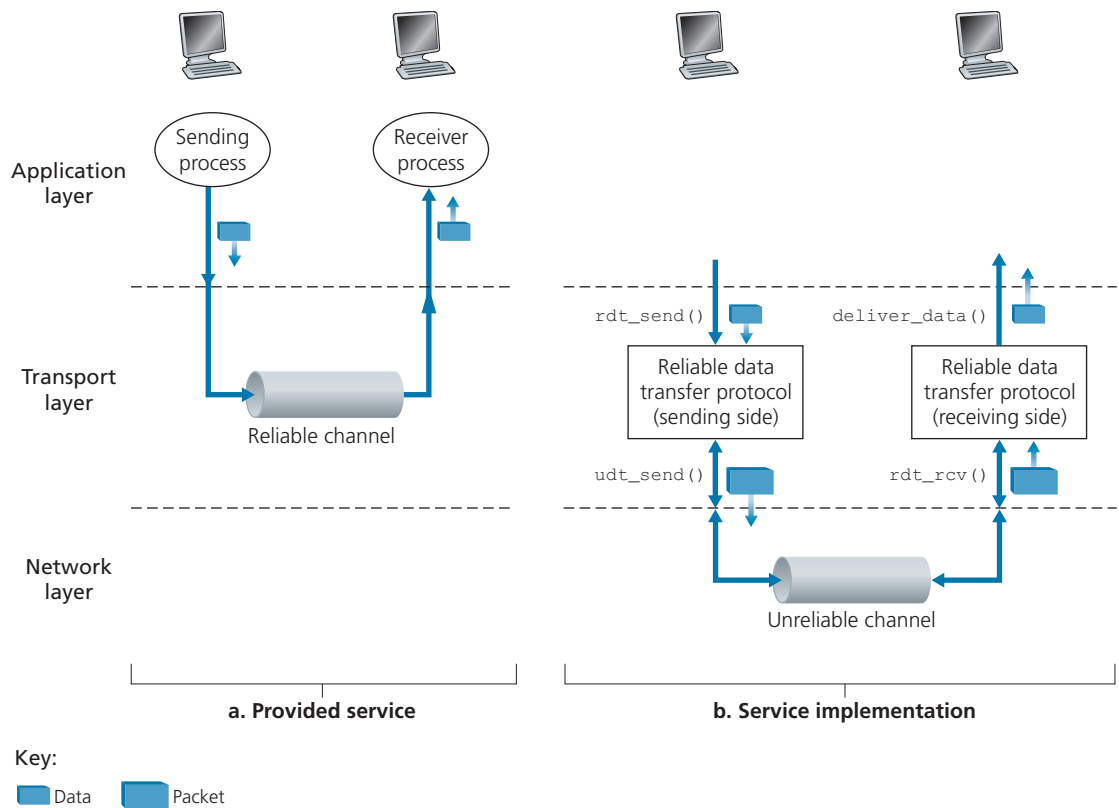 Application
layer
Sending
process
Receiver
process
rdt_send()
deliver_data()
Transport
layer
Reliable channel
Reliable data
transfer protocol
(sending side)
Reliable data
transfer protocol
(receiving side)
udt_send()
rdt_rcv()
Network
layer
Unreliable channel
a. Provided service
b. Service implementation
Key:
Data
Packet